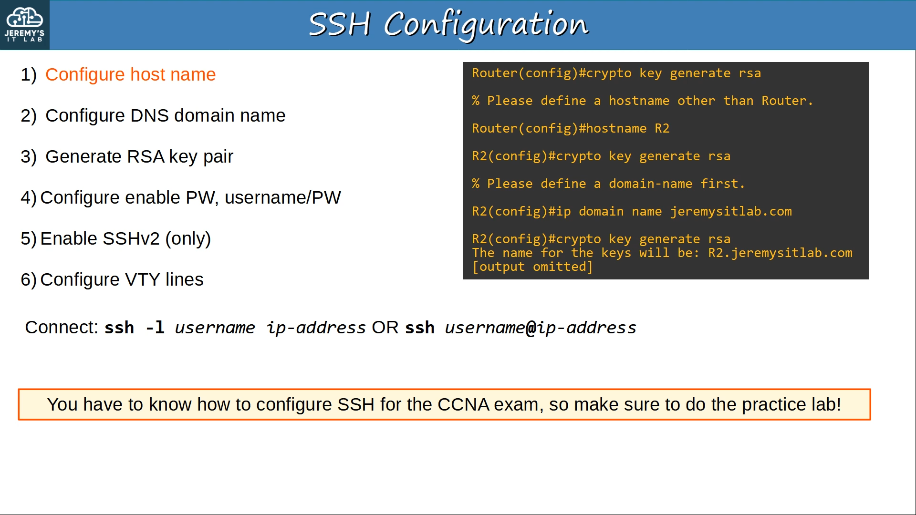 JEREMY'S
IT LAB
SSH Configuration
1) Configure host name
2) Configure DNS domain name
3) Generate RSA key pair
4) Configure enable PW, username/PW
5) Enable SSHv2 (only)
6) Configure VTY lines
Router(config)#crypto key generate rsa
% Please define a hostname other than Router.
Router(config)#hostname R2
R2(config)#crypto key generate rsa
% Please define a domain-name first.
R2(config)#ip domain name jeremysitlab.com
R2(config)#crypto key generate rsa
The name for the keys will be: R2.jeremysitlab.com
[output omitted]
Connect: ssh -l username ip-address OR ssh username@ip-address
You have to know how to configure SSH for the CCNA exam, so make sure to do the practice lab!